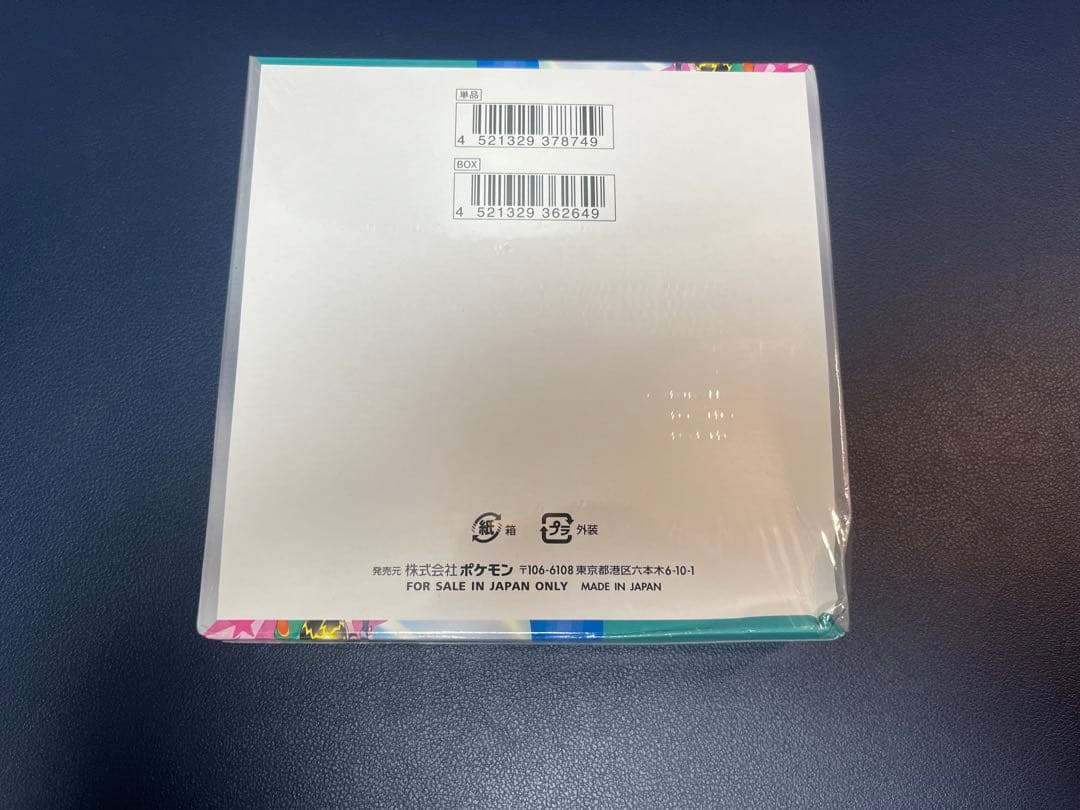 単品
4 521329 378749
BOX
4 521329 362649
紙 箱 プラ 外装
発売元 株式会社 ポケモン 〒106-6108 東京都港区六本木6-10-1
FOR SALE IN JAPAN ONLY MADE IN JAPAN